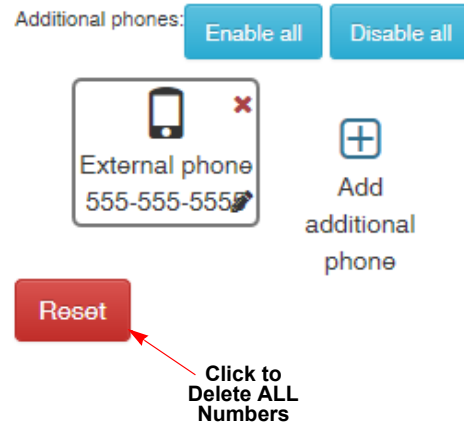 Additional phones:
Enable all
Disable all
External phone
555-555-5555
Add
additional
phone
Reset
Click to
Delete ALL
Numbers